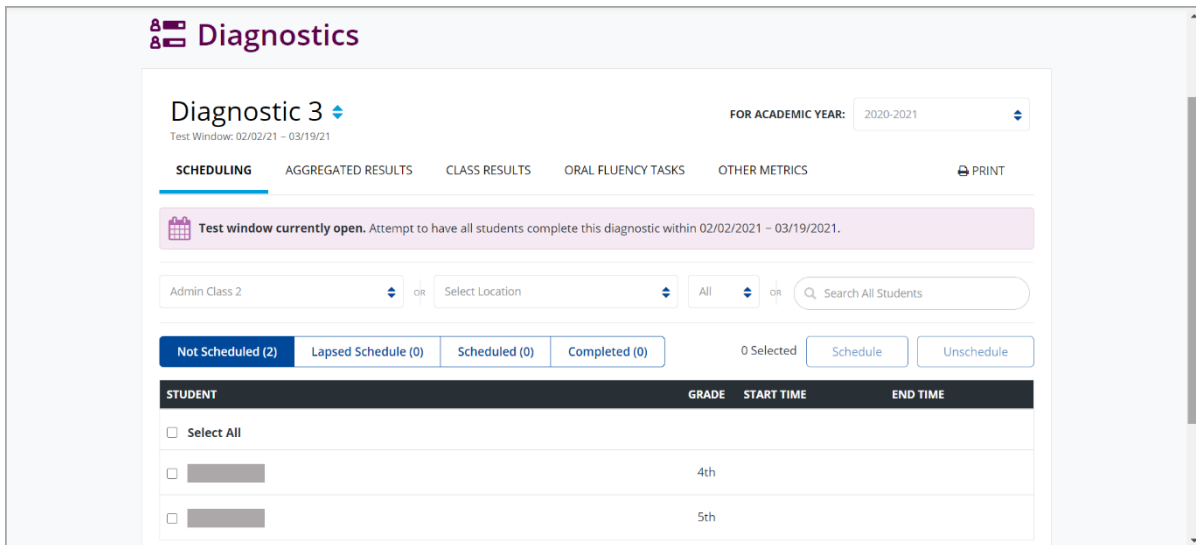 Diagnostics
Diagnostic 3
FOR ACADEMIC YEAR: 2020-2021
Test Window: 02/02/21 – 03/19/21
SCHEDULING AGGREGATED RESULTS CLASS RESULTS ORAL FLUENCY TASKS OTHER METRICS PRINT
Test window currently open. Attempt to have all students complete this diagnostic within 02/02/2021 – 03/19/2021.
Admin Class 2 OR Select Location All OR Search All Students
Not Scheduled (2) Lapsed Schedule (0) Scheduled (0) Completed (0) 0 Selected Schedule Unschedule
STUDENT GRADE START TIME END TIME
Select All
4th
5th